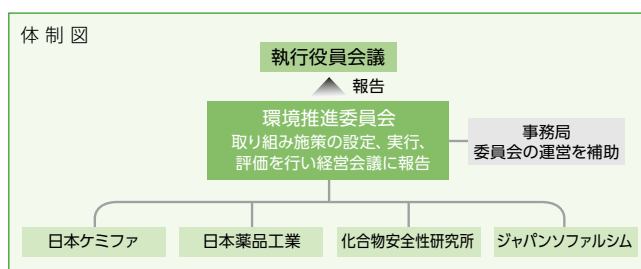 体制図
執行役員会議
報告
環境推進委員会
取り組み施策の設定、実行、
評価を行い経営会議に報告
事務局
委員会の運営を補助
日本ケミファ
日本薬品工業
化合物安全性研究所
ジャパンソファルシム